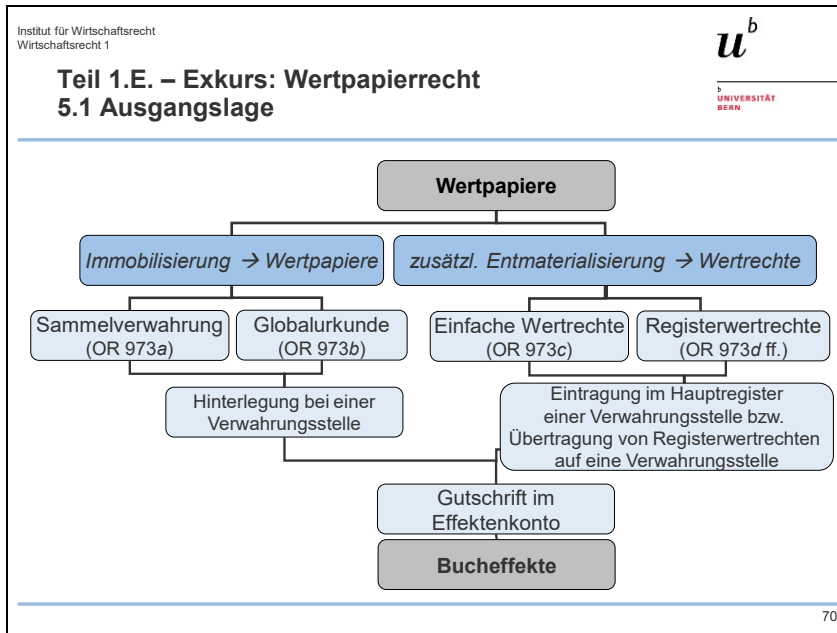 Institut für Wirtschaftsrecht
Wirtschaftsrecht 1
u^b
b
UNIVERSITÄT
BERN
Teil 1.E. – Exkurs: Wertpapierrecht
5.1 Ausgangslage
Wertpapiere
Immobilisierung → Wertpapiere
zusätzl. Entmaterialisierung → Wertrechte
Sammelverwahrung
(OR 973a)
Globalurkunde
(OR 973b)
Einfache Wertrechte
(OR 973c)
Registerwertrechte
(OR 973d ff.)
Hinterlegung bei einer
Verwahrungsstelle
Eintragung im Hauptregister
einer Verwahrungsstelle bzw.
Übertragung von Registerwertrechten
auf eine Verwahrungsstelle
Gutschrift im
Effektenkonto
Bucheffekte
70